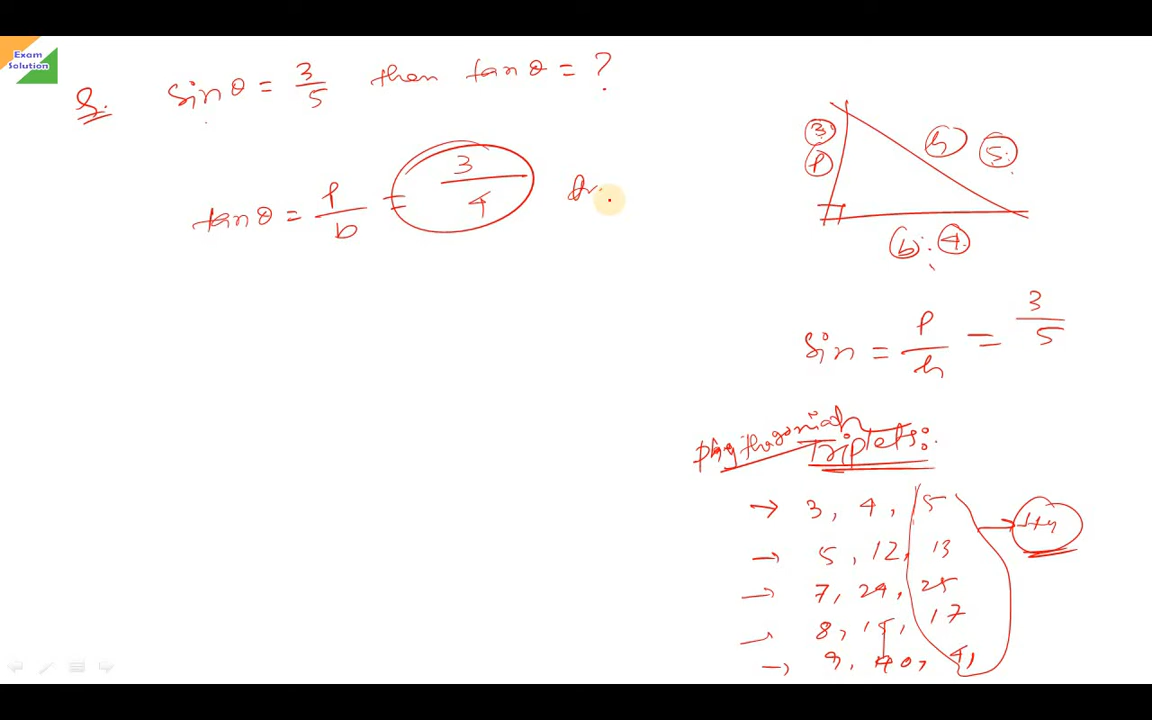 Exam
Solution
Q. sinθ = 3/5 then tanθ = ?
tanθ = p/b = 3/4
3
p
h 5
b 4
Sin = p/h = 3/5
Triplets:
→ 3, 4, 5
→ 5, 12, 13
→ 7, 24, 25
→ 8, 15, 17
→ 9, 40, 41